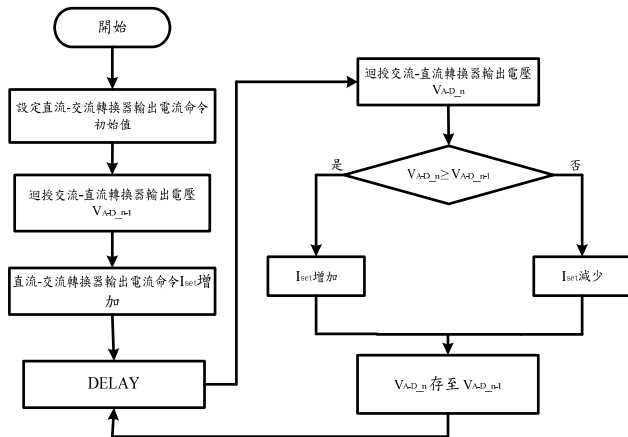 開始
設定直流-交流轉換器輸出電流命令
初始值
迴授交流-直流轉換器輸出電壓
VA-D_n-1
直流-交流轉換器輸出電流命令Iset增
加
DELAY
迴授交流-直流轉換器輸出電壓
VA-D_n
是
VA-D_n≥VA-D_n-1
否
Iset增加
Iset減少
VA-D_n 存至 VA-D_n-1